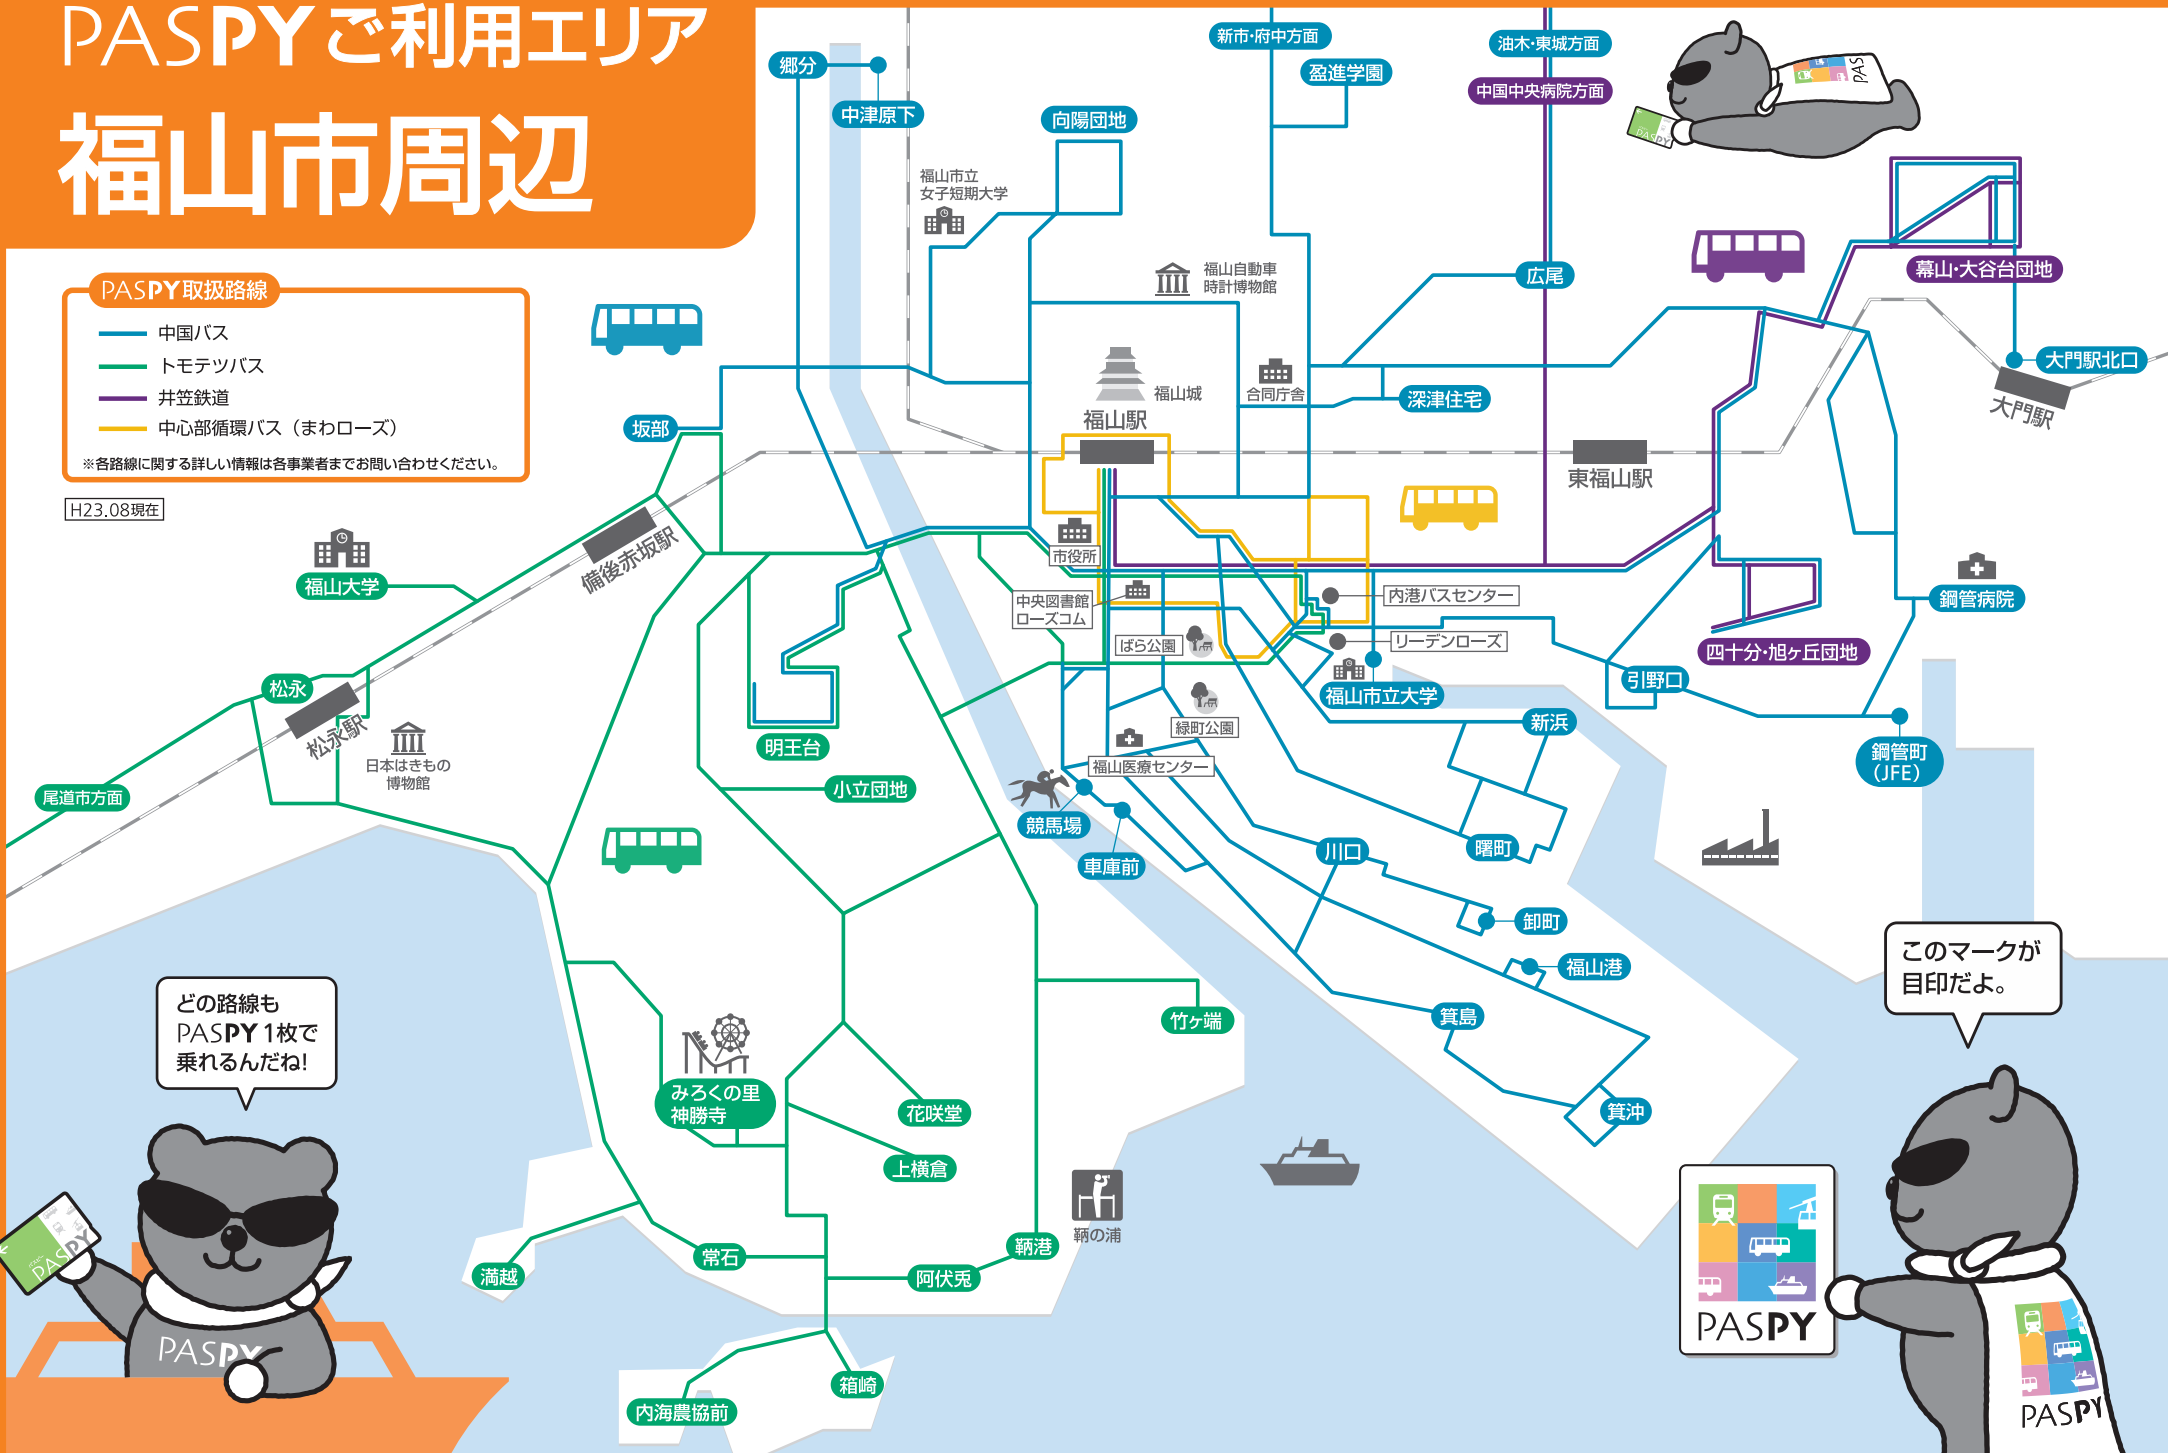 PASPYご利用エリア
福山市周辺
PASPY取扱路線
中国バス
トモテツバス
井笠鉄道
中心部循環バス（まわローズ）
※各路線に関する詳しい情報は各事業者までお問い合わせください。
H23.08現在
郷分
中津原下
新市・府中方面
盈進学園
油木・東城方面
中国中央病院方面
向陽団地
福山市立
女子短期大学
福山自動車
時計博物館
広尾
幕山・大谷台団地
大門駅北口
大門駅
福山城
合同庁舎
深津住宅
福山駅
坂部
東福山駅
備後赤坂駅
福山大学
市役所
中央図書館
ローズコム
内港バスセンター
リーデンローズ
ばら公園
鋼管病院
四十分・旭ヶ丘団地
引野口
福山市立大学
松永
松永駅
日本はきもの
博物館
緑町公園
新浜
明王台
福山医療センター
鋼管町
(JFE)
尾道市方面
小立団地
競馬場
車庫前
川口
曙町
卸町
福山港
このマークが
目印だよ。
どの路線も
PASPY 1枚で
乗れるんだね!
竹ヶ端
箕島
みろくの里
神勝寺
花咲堂
箕沖
上横倉
鞆の浦
鞆港
常石
満越
阿伏兎
箱崎
内海農協前
PASPY
PASPY
PASPY
PASPY
PASPY
PAS